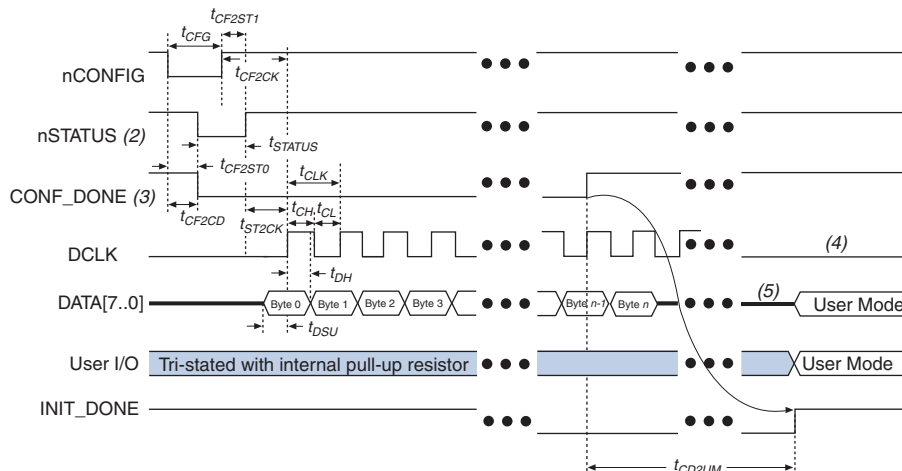 tCF2ST1
tCFG
nCONFIG
tCF2CK
nSTATUS (2)
tSTATUS
tCF2ST0
tCLK
CONF_DONE (3)
tCF2CD
tST2CK
tCH
tCL
DCLK
(4)
tDH
DATA[7..0]
Byte 0
Byte 1
Byte 2
Byte 3
Byte n-1
Byte n
(5)
User Mode
tDSU
User I/O
Tri-stated with internal pull-up resistor
User Mode
INIT_DONE
tCD2UM